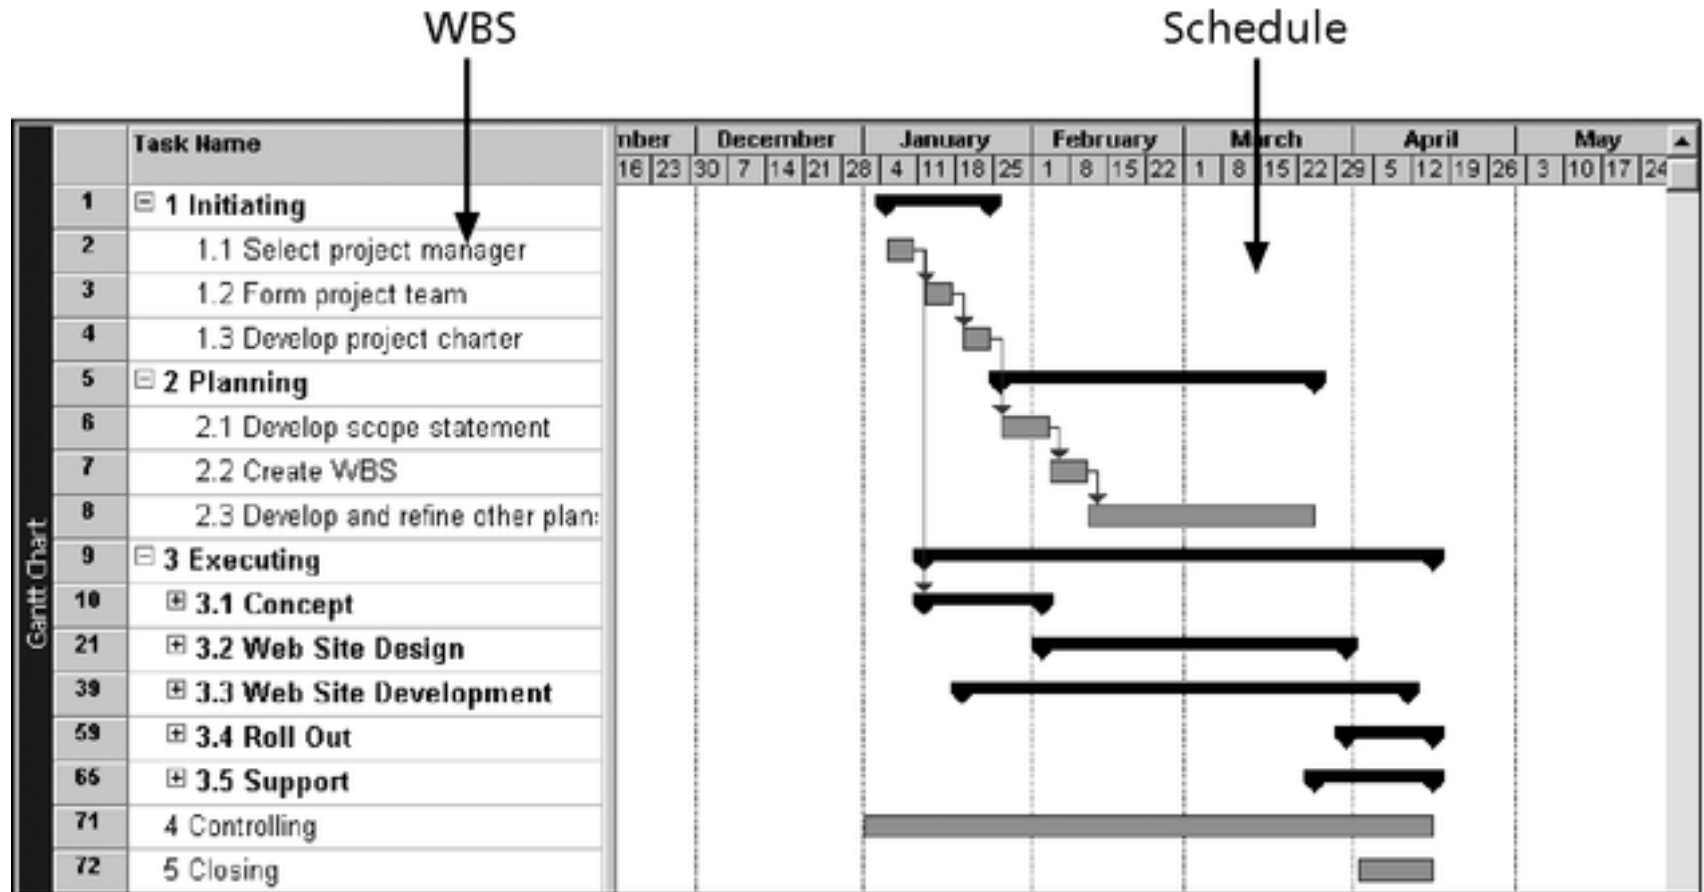 WBS Schedule
Task Name nber December January February March April May
16 23 30 7 14 21 28 4 11 18 25 1 8 15 22 1 8 15 22 29 5 12 19 26 3 10 17 24
1 1 Initiating
2 1.1 Select project manager
3 1.2 Form project team
4 1.3 Develop project charter
5 2 Planning
6 2.1 Develop scope statement
7 2.2 Create WBS
8 2.3 Develop and refine other plan
9 3 Executing
10 3.1 Concept
21 3.2 Web Site Design
39 3.3 Web Site Development
59 3.4 Roll Out
65 3.5 Support
71 4 Controlling
72 5 Closing
Gantt Chart